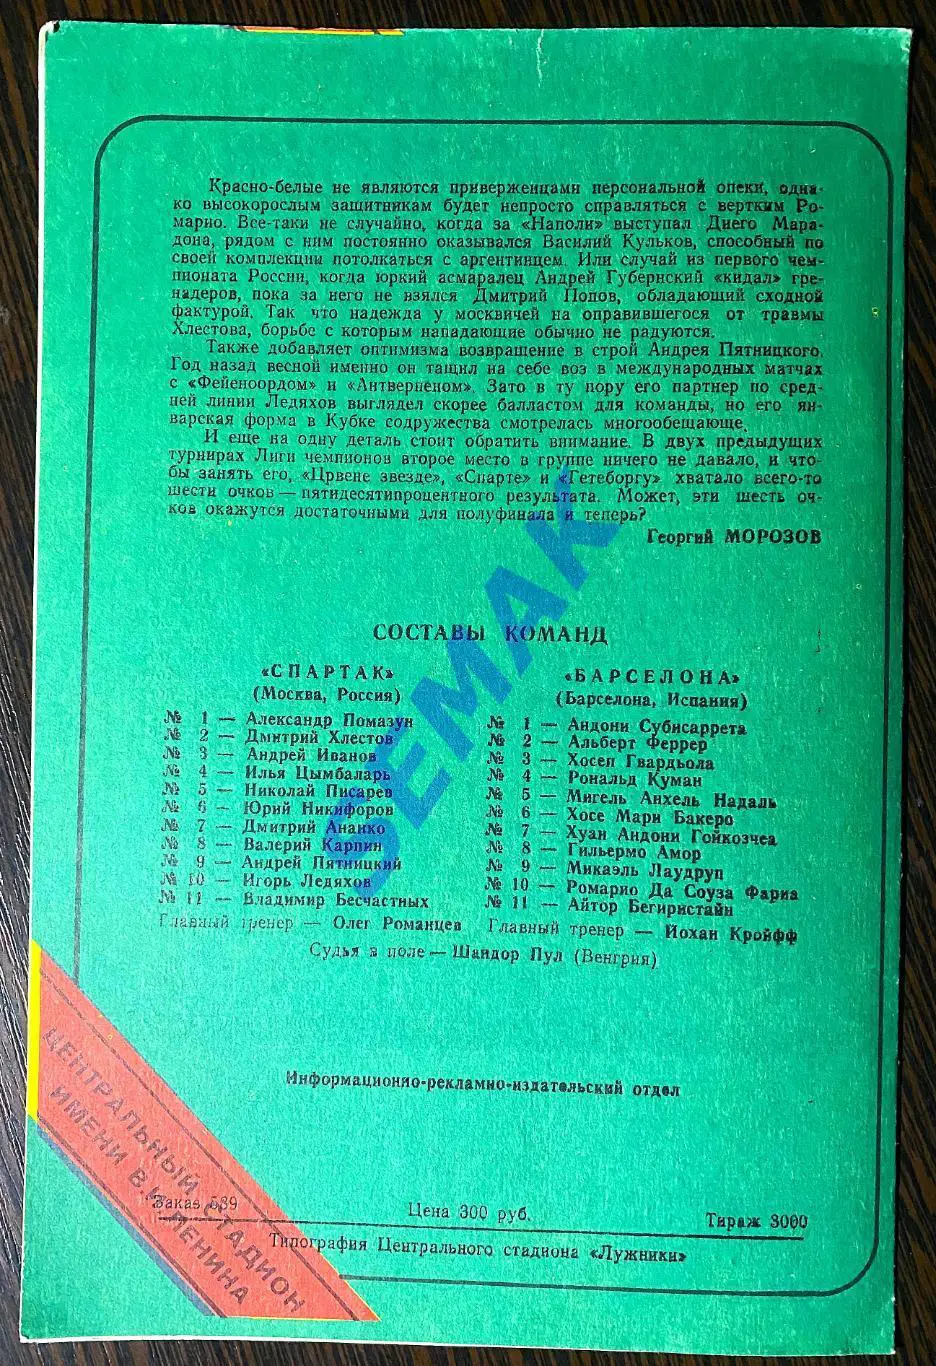 Красно-белые не являются приверженцами персональной опеки, одна-
ко высокорослым защитникам будет непросто справляться с вертким Ро-
марио. Все-таки не случайно, когда за «Наполи» выступал Диего Мара-
дона, рядом с ним постоянно оказывался Василий Кульков, способный по
своей комплекции потолкаться с аргентинцем. Или случай из первого чем-
пионата России, когда юркий асмаралец Андрей Губернский «кидал» гре-
надеров, пока за него не взялся Дмитрий Попов, обладающий сходной
фактурой. Так что надежда у москвичей на оправившегося от травмы
Хлестова, борьбе с которым нападающие обычно не радуются.
Также добавляет оптимизма возвращение в строй Андрея Пятницкого.
Год назад весной именно он тащил на себе воз в международных матчах
с «Фейеноордом» и «Антверпеном». Зато в ту пору его партнер по сред-
ней линии Ледяхов выглядел скорее балластом для команды, но его ян-
варская форма в Кубке содружества смотрелась многообещающе.
И еще на одну деталь стоит обратить внимание. В двух предыдущих
турнирах Лиги чемпионов второе место в группе ничего не давало, и что-
бы занять его, «Црвене звезде», «Спарте» и «Гетеборгу» хватало всего-то
шести очков — пятидесятипроцентного результата. Может, эти шесть оч-
ков окажутся достаточными для полуфинала и теперь?
Георгий МОРОЗОВ
СОСТАВЫ КОМАНД
«СПАРТАК»
(Москва, Россия)
№ 1 — Александр Помазун
№ 2 — Дмитрий Хлестов
№ 3 — Андрей Иванов
№ 4 — Илья Цымбаларь
№ 5 — Николай Писарев
№ 6 — Юрий Никифоров
№ 7 — Дмитрий Ананко
№ 8 — Валерий Карпин
№ 9 — Андрей Пятницкий
№ 10 — Игорь Ледяхов
№ 11 — Владимир Бесчастных
Главный тренер — Олег Романцев
«БАРСЕЛОНА»
(Барселона, Испания)
№ 1 — Андони Субисаррета
№ 2 — Альберт Феррер
№ 3 — Хосеп Гвардьола
№ 4 — Рональд Куман
№ 5 — Мигель Анхель Надаль
№ 6 — Хосе Мари Бакеро
№ 7 — Хуан Андони Гойкозчеа
№ 8 — Гильермо Амор
№ 9 — Микаэль Лаудруп
№ 10 — Ромарио Да Соуза Фариа
№ 11 — Айтор Бегиристайн
Главный тренер — Йохан Кройфф
Судья в поле — Шандор Пул (Венгрия)
Информационно-рекламно-издательский отдел
ЦЕНТРАЛЬНЫЙ СТАДИОН
ИМЕНИ В. И. ЛЕНИНА
Заказ 589
Цена 300 руб.
Тираж 3000
Типография Центрального стадиона «Лужники»
SEMAK